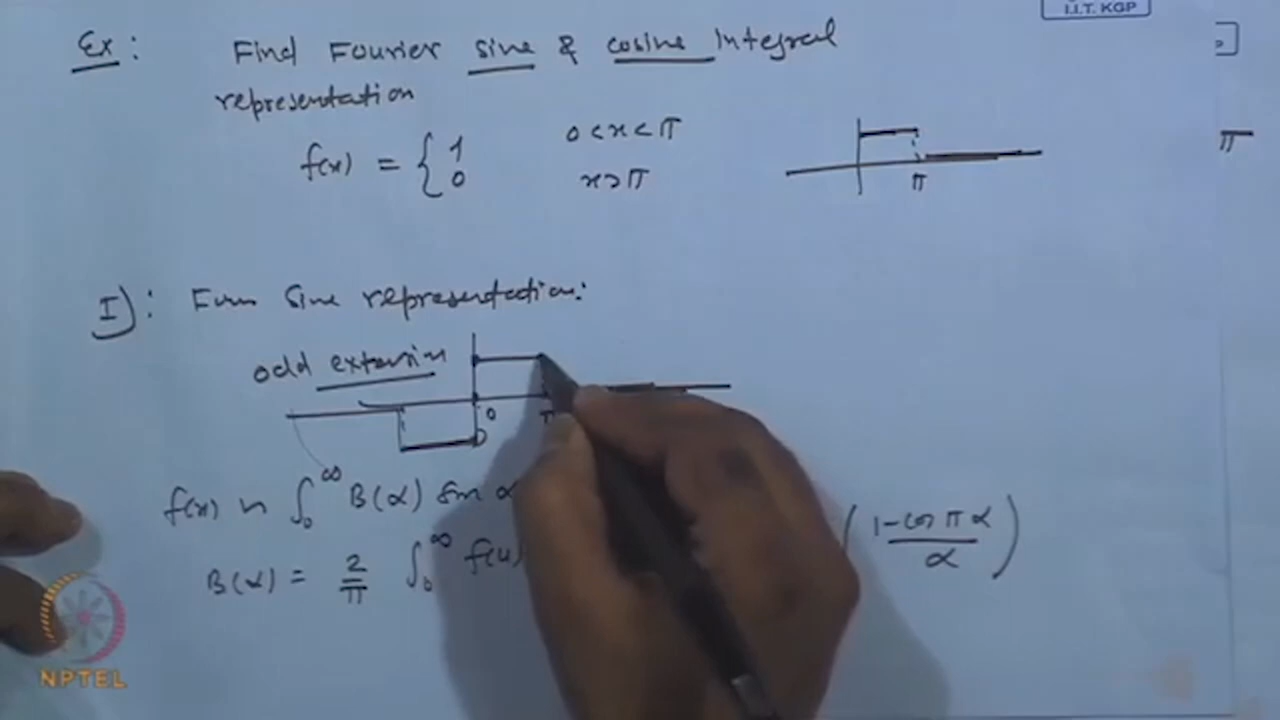 I.I.T. KGP
Ex : Find Fourier sine & cosine integral
representation
f(x) = { 1 0<x<π
0 x>π
π
π
I) : Four Sine representation:
odd extension
0
π
f(x) ~ ∫₀^∞ B(α) Sin α
B(α) = 2/π ∫₀^∞ f(u)
( (1-cos πα)/α )
NPTEL